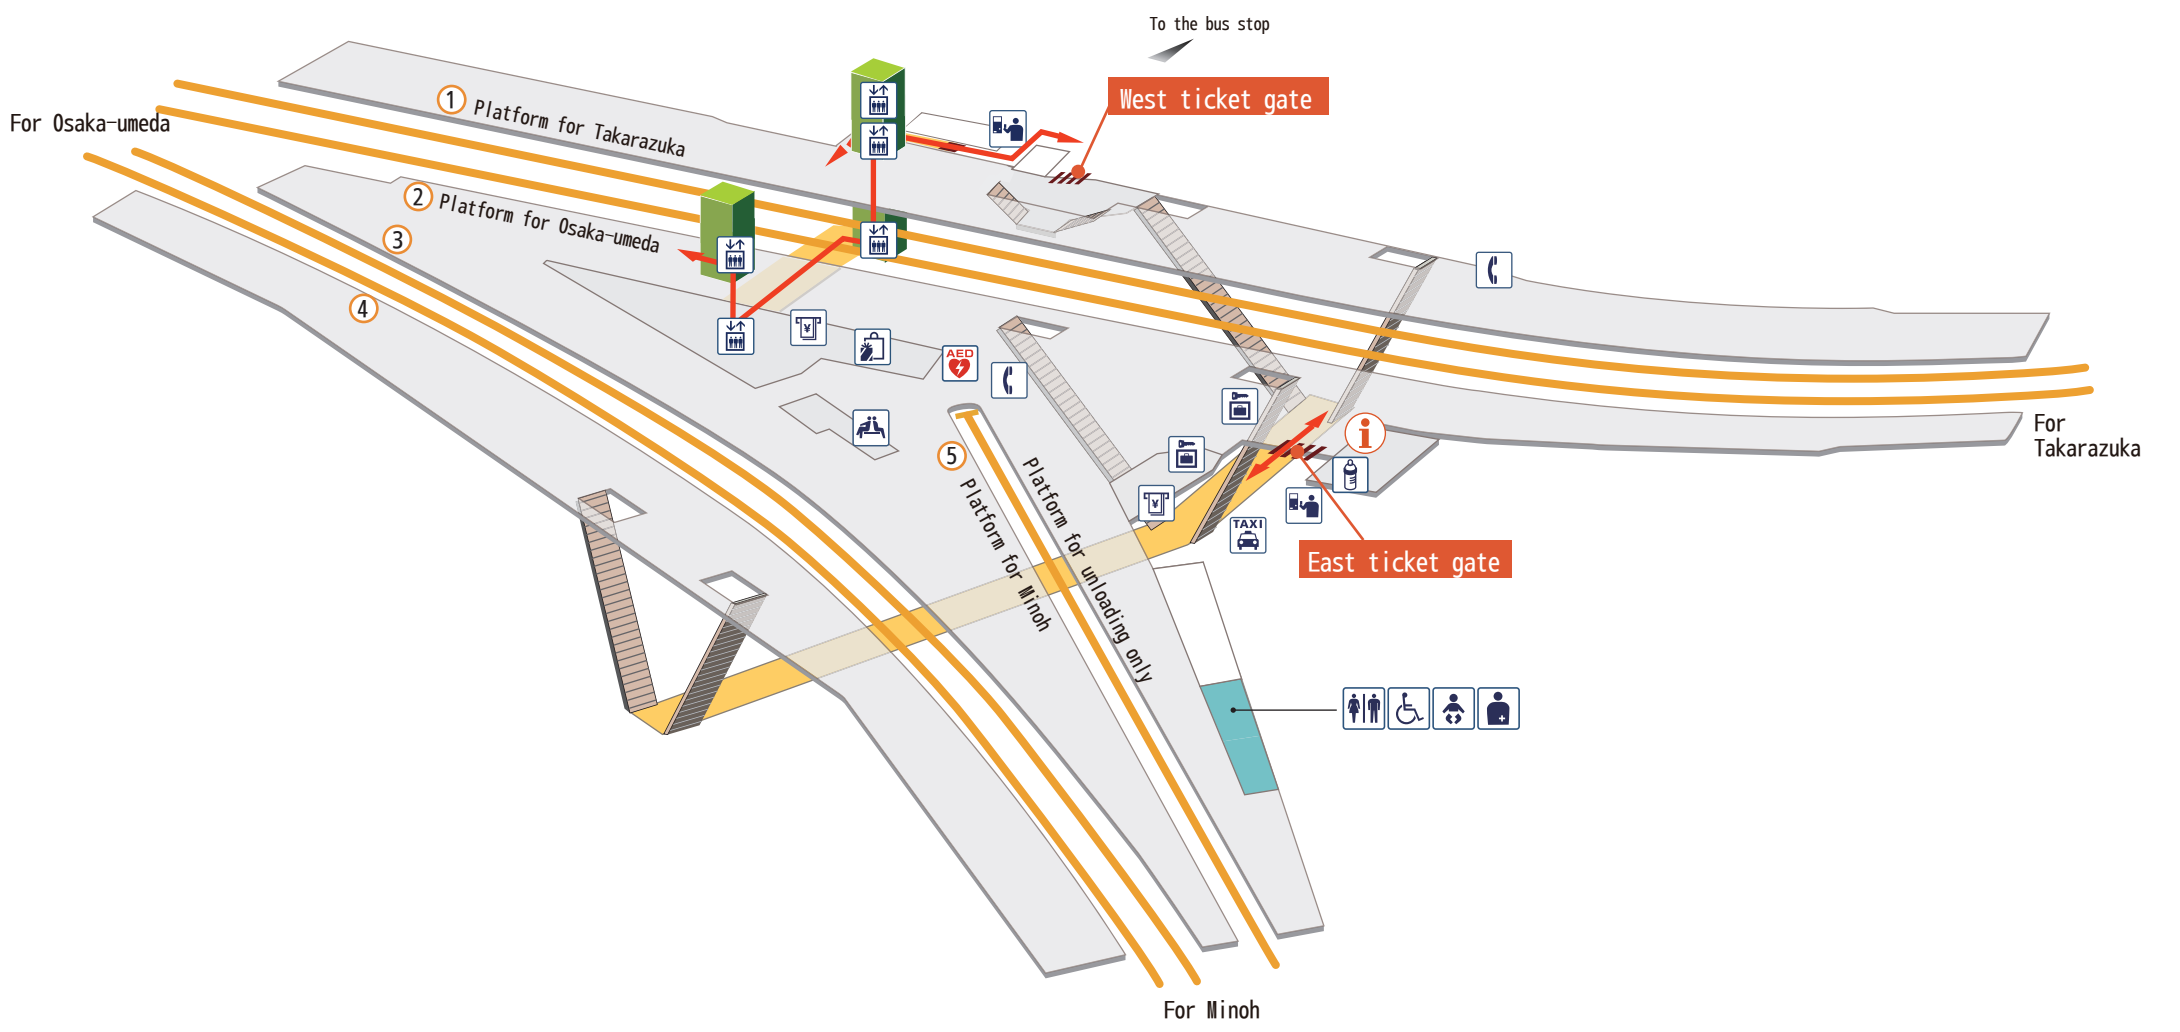 To the bus stop
West ticket gate
For Osaka-umeda
① Platform for Takarazuka
② Platform for Osaka-umeda
③
④
¥
AED
i
For
Takarazuka
⑤ Platform for Minoh
Platform for unloading only
¥
TAXI
East ticket gate
For Minoh